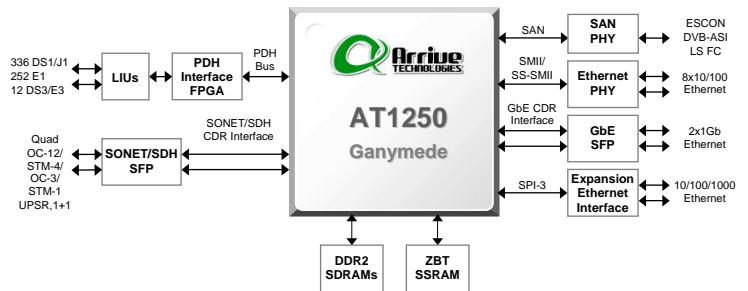 336 DS1/J1
252 E1
12 DS3/E3
LIUs
PDH
Interface
FPGA
PDH
Bus
Quad
OC-12/
STM-4/
OC-3/
STM-1
UPSR,1+1
SONET/SDH
SFP
SONET/SDH
CDR Interface
Arrive
TECHNOLOGIES
AT1250
Ganymede
DDR2
SDRAMs
ZBT
SSRAM
SAN
SAN
PHY
ESCON
DVB-ASI
LS FC
SMII/
SS-SMII
Ethernet
PHY
8x10/100
Ethernet
GbE CDR
Interface
GbE
SFP
2x1Gb
Ethernet
SPI-3
Expansion
Ethernet
Interface
10/100/1000
Ethernet